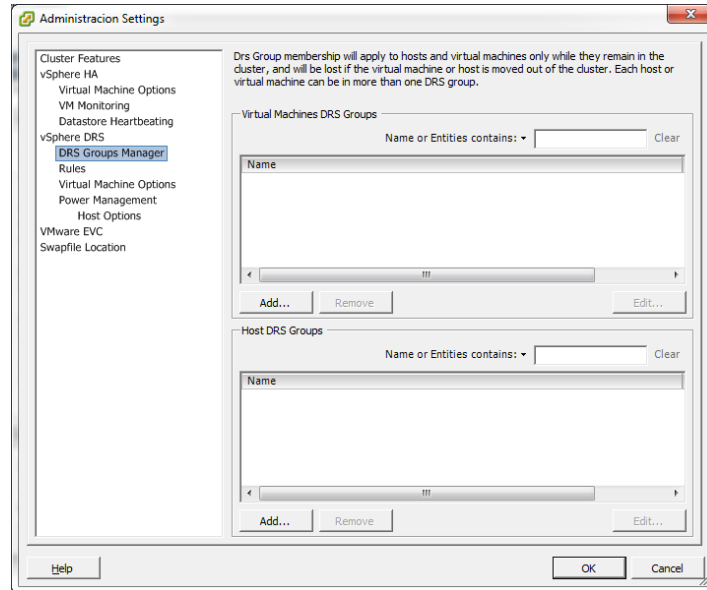 Administracion Settings
Cluster Features
vSphere HA
Virtual Machine Options
VM Monitoring
Datastore Heartbeating
vSphere DRS
DRS Groups Manager
Rules
Virtual Machine Options
Power Management
Host Options
VMware EVC
Swapfile Location
Drs Group membership will apply to hosts and virtual machines only while they remain in the
cluster, and will be lost if the virtual machine or host is moved out of the cluster. Each host or
virtual machine can be in more than one DRS group.
Virtual Machines DRS Groups
Name or Entities contains: Clear
Name
Add... Remove Edit...
Host DRS Groups
Name or Entities contains: Clear
Name
Add... Remove Edit...
Help OK Cancel